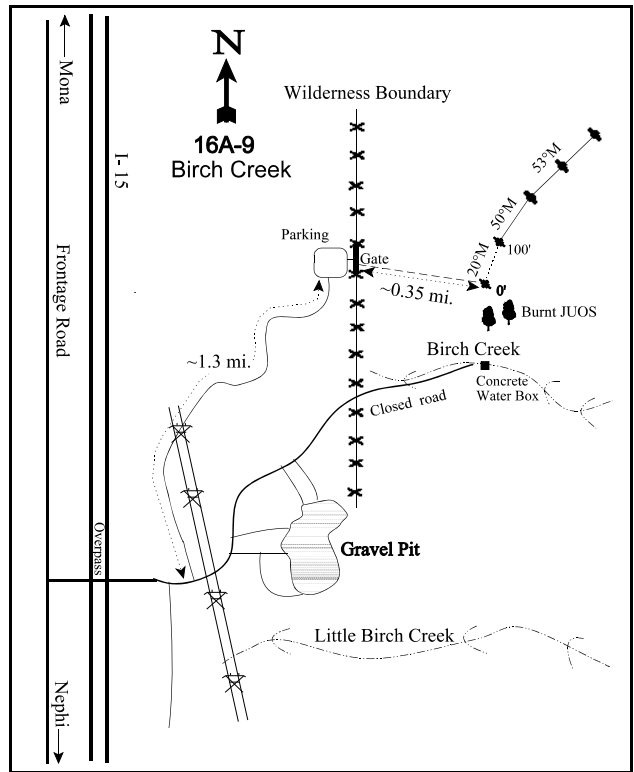 N
Mona
Wilderness Boundary
16A-9
Birch Creek
I-15
53°M
50°M
Parking
100'
20°M
Gate
0'
~0.35 mi.
Frontage Road
Burnt JUOS
Birch Creek
~1.3 mi.
Concrete
Water Box
Closed road
Overpass
Gravel Pit
Little Birch Creek
Nephi